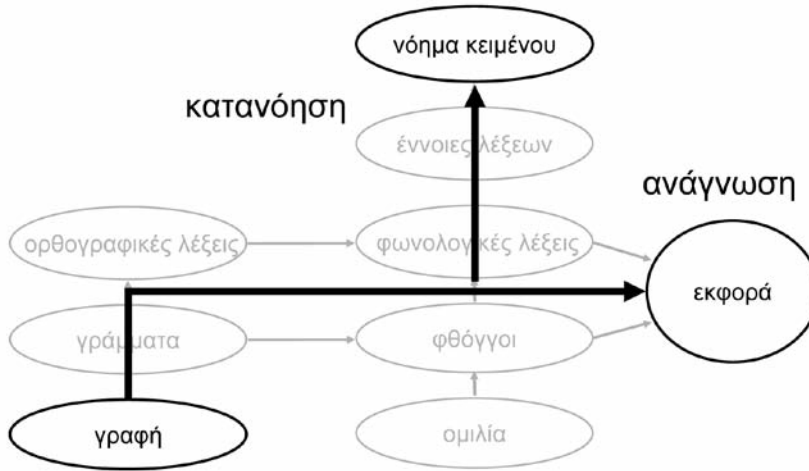 νόημα κειμένου
κατανόηση
έννοιες λέξεων
ανάγνωση
ορθογραφικές λέξεις
φωνολογικές λέξεις
εκφορά
γράμματα
φθόγγοι
γραφή
ομιλία